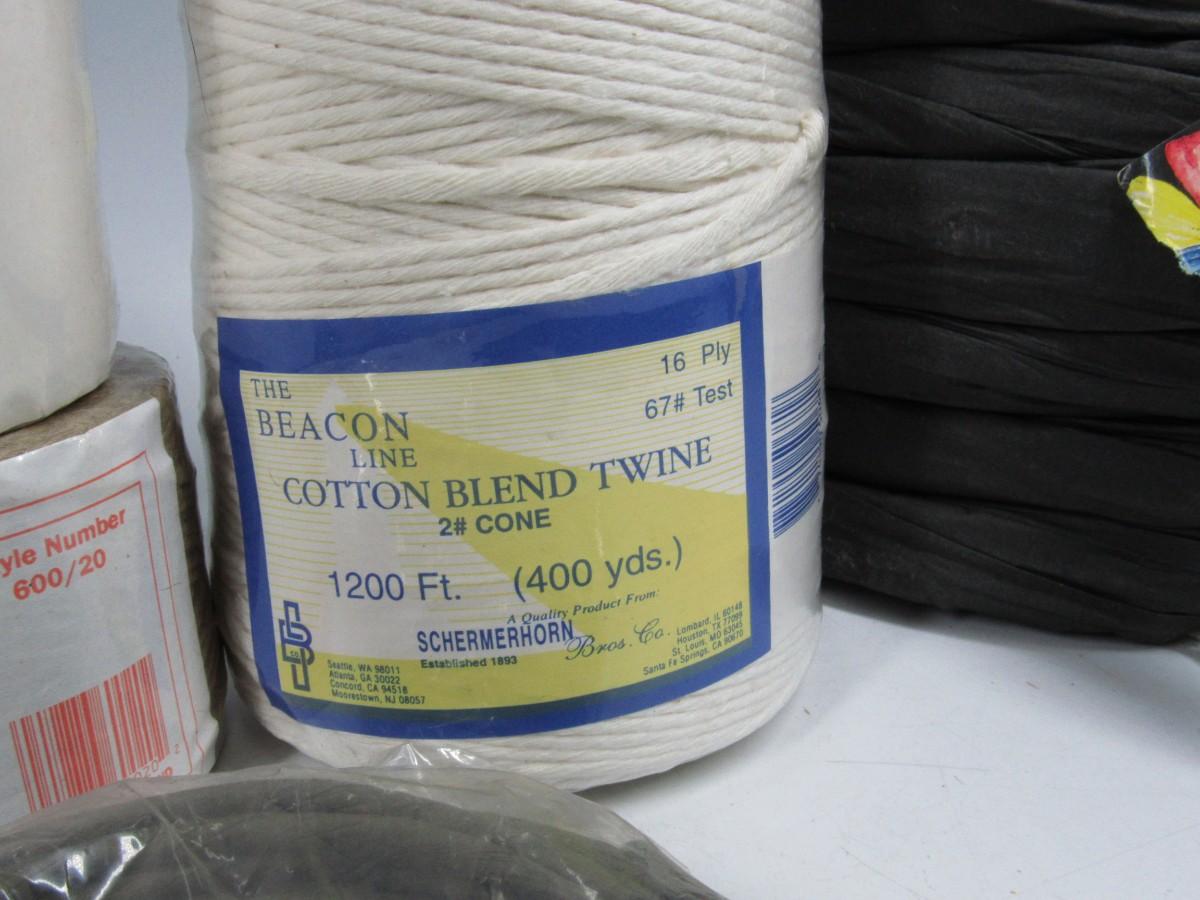 THE
BEACON
LINE
16 Ply
67# Test
COTTON BLEND TWINE
2# CONE
1200 Ft. (400 yds.)
A Quality Product From:
SCHERMERHORN Bros. Co.
Established 1893
Seattle, WA 98011
Atlanta, GA 30022
Concord, CA 94518
Moorestown, NJ 08057
Lombard, IL 60148
Houston, TX 77099
St. Louis, MO 63045
Santa Fe Springs, CA 90670
yle Number
600/20